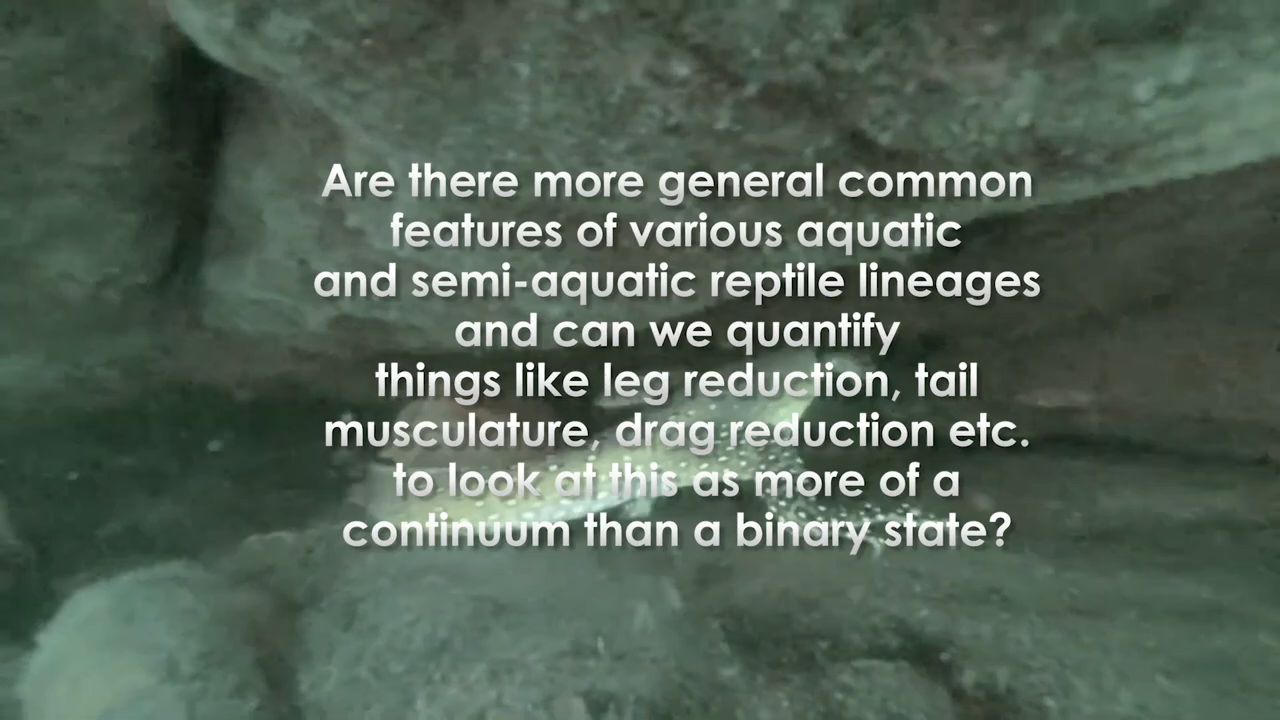 Are there more general common
features of various aquatic
and semi-aquatic reptile lineages
and can we quantify
things like leg reduction, tail
musculature, drag reduction etc.
to look at this as more of a
continuum than a binary state?